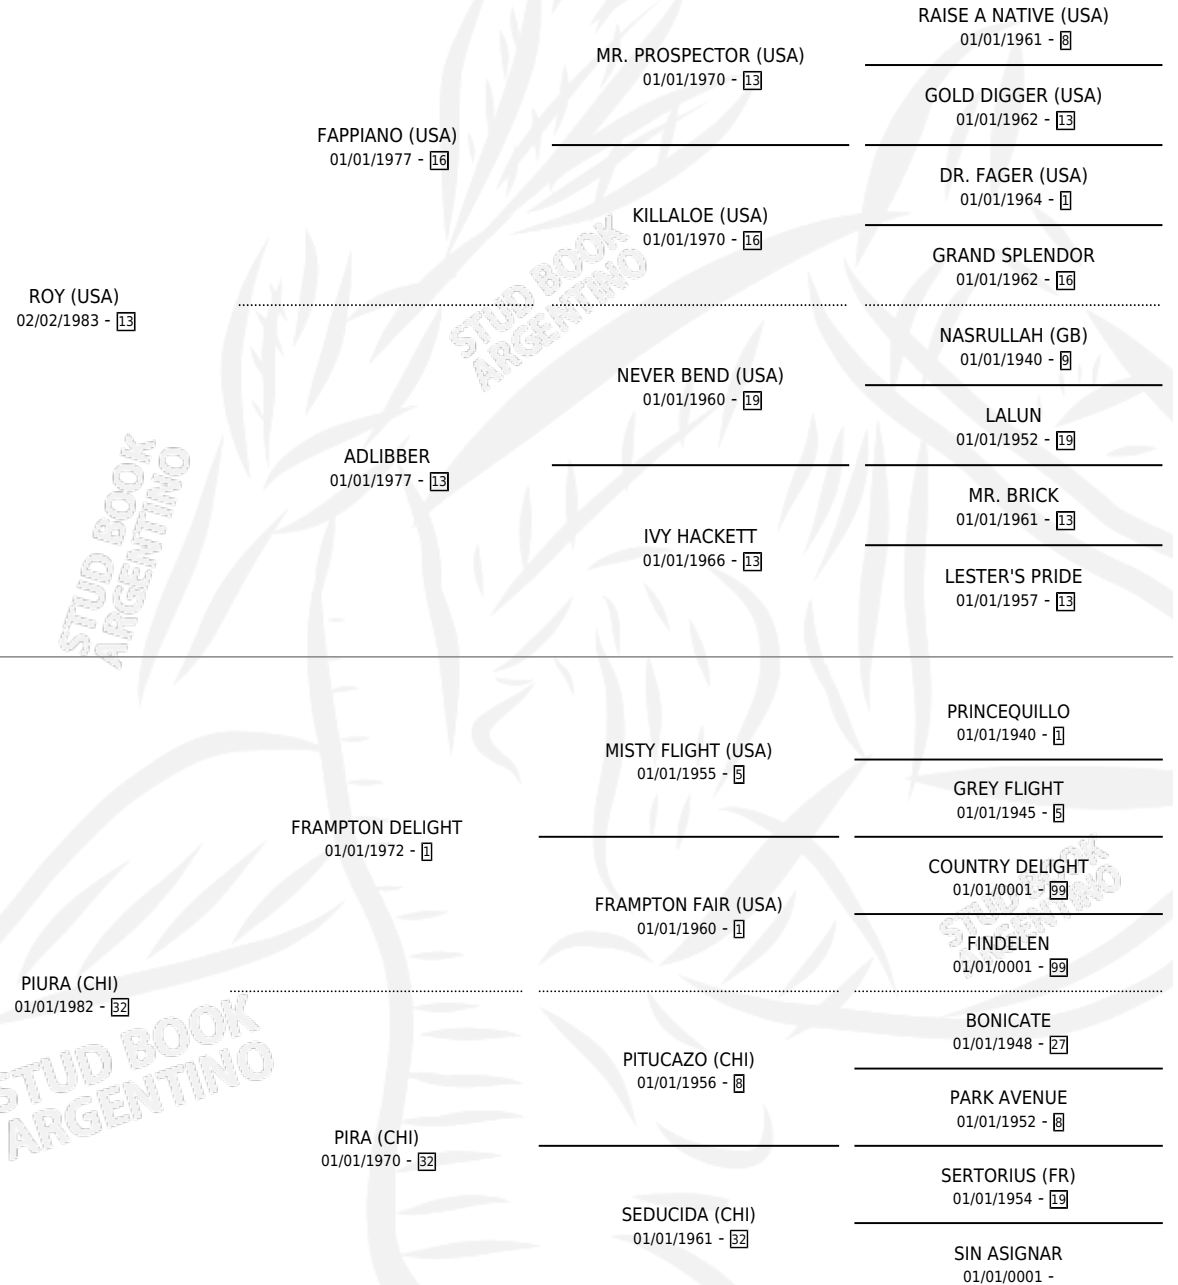 RAISE A NATIVE (USA)
01/01/1961 - 8
MR. PROSPECTOR (USA)
01/01/1970 - 13
GOLD DIGGER (USA)
01/01/1962 - 13
FAPPIANO (USA)
01/01/1977 - 16
DR. FAGER (USA)
01/01/1964 - 1
KILLALOE (USA)
01/01/1970 - 16
GRAND SPLENDOR
01/01/1962 - 16
ROY (USA)
02/02/1983 - 13
NASRULLAH (GB)
01/01/1940 - 9
NEVER BEND (USA)
01/01/1960 - 19
LALUN
01/01/1952 - 19
ADLIBBER
01/01/1977 - 13
MR. BRICK
01/01/1961 - 13
IVY HACKETT
01/01/1966 - 13
LESTER'S PRIDE
01/01/1957 - 13
PRINCEQUILLO
01/01/1940 - 1
MISTY FLIGHT (USA)
01/01/1955 - 5
GREY FLIGHT
01/01/1945 - 5
FRAMPTON DELIGHT
01/01/1972 - 1
COUNTRY DELIGHT
01/01/0001 - 99
FRAMPTON FAIR (USA)
01/01/1960 - 1
FINDELEN
01/01/0001 - 99
PIURA (CHI)
01/01/1982 - 32
BONICATE
01/01/1948 - 27
PITUCAZO (CHI)
01/01/1956 - 8
PARK AVENUE
01/01/1952 - 8
PIRA (CHI)
01/01/1970 - 32
SERTORIUS (FR)
01/01/1954 - 19
SEDUCIDA (CHI)
01/01/1961 - 32
SIN ASIGNAR
01/01/0001 -
STUD BOOK
ARGENTINO
STUD BOOK
ARGENTINO
STUD BOOK
ARGENTINO
STUD BOOK
ARGENTINO